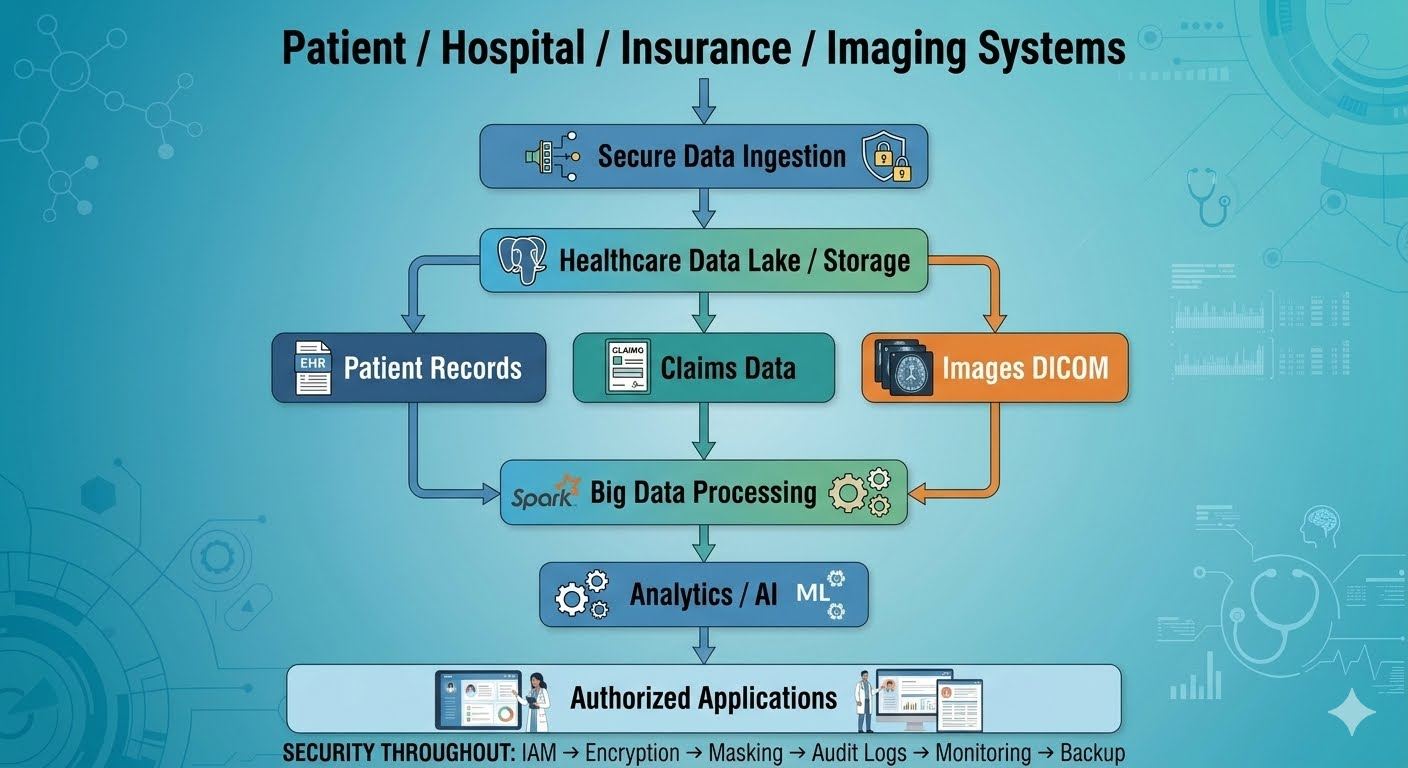 Patient / Hospital / Insurance / Imaging Systems
Secure Data Ingestion
Healthcare Data Lake / Storage
EHR
Patient Records
CLAIMG
Claims Data
Images DICOM
Spark
Big Data Processing
Analytics / AI
ML
Authorized Applications
SECURITY THROUGHOUT: IAM → Encryption → Masking → Audit Logs → Monitoring → Backup